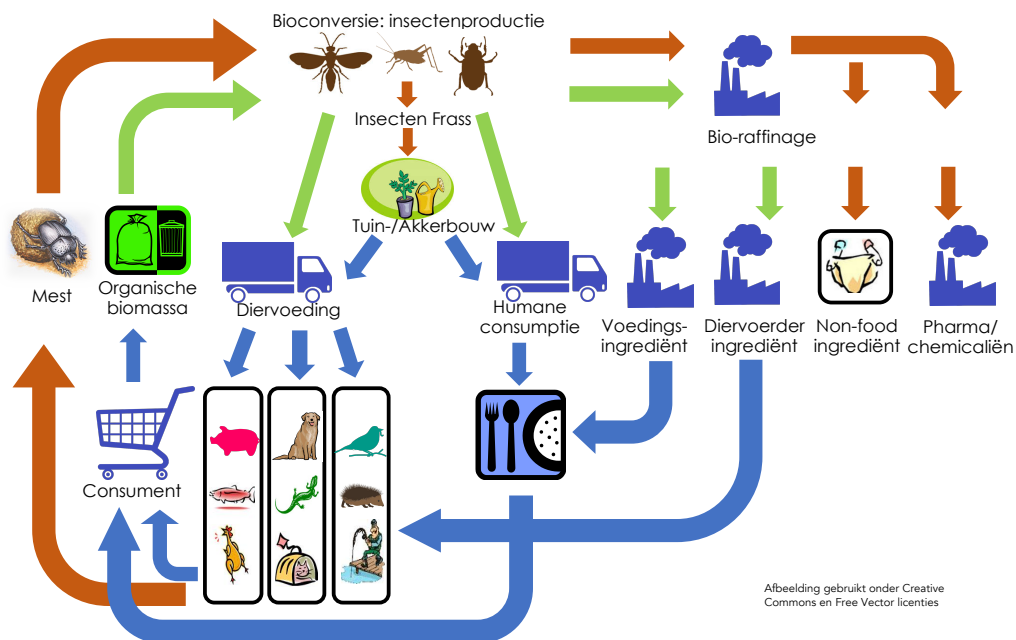 Bioconversie: insectenproductie
Insecten Frass
Bio-raffinage
Tuin-/Akkerbouw
Mest
Organische
biomassa
Diervoeding
Humane
consumptie
Voedings-
ingrediënt
Diervoerder
ingrediënt
Non-food
ingrediënt
Pharma/
chemicaliën
Consument
Afbeelding gebruikt onder Creative
Commons en Free Vector licenties